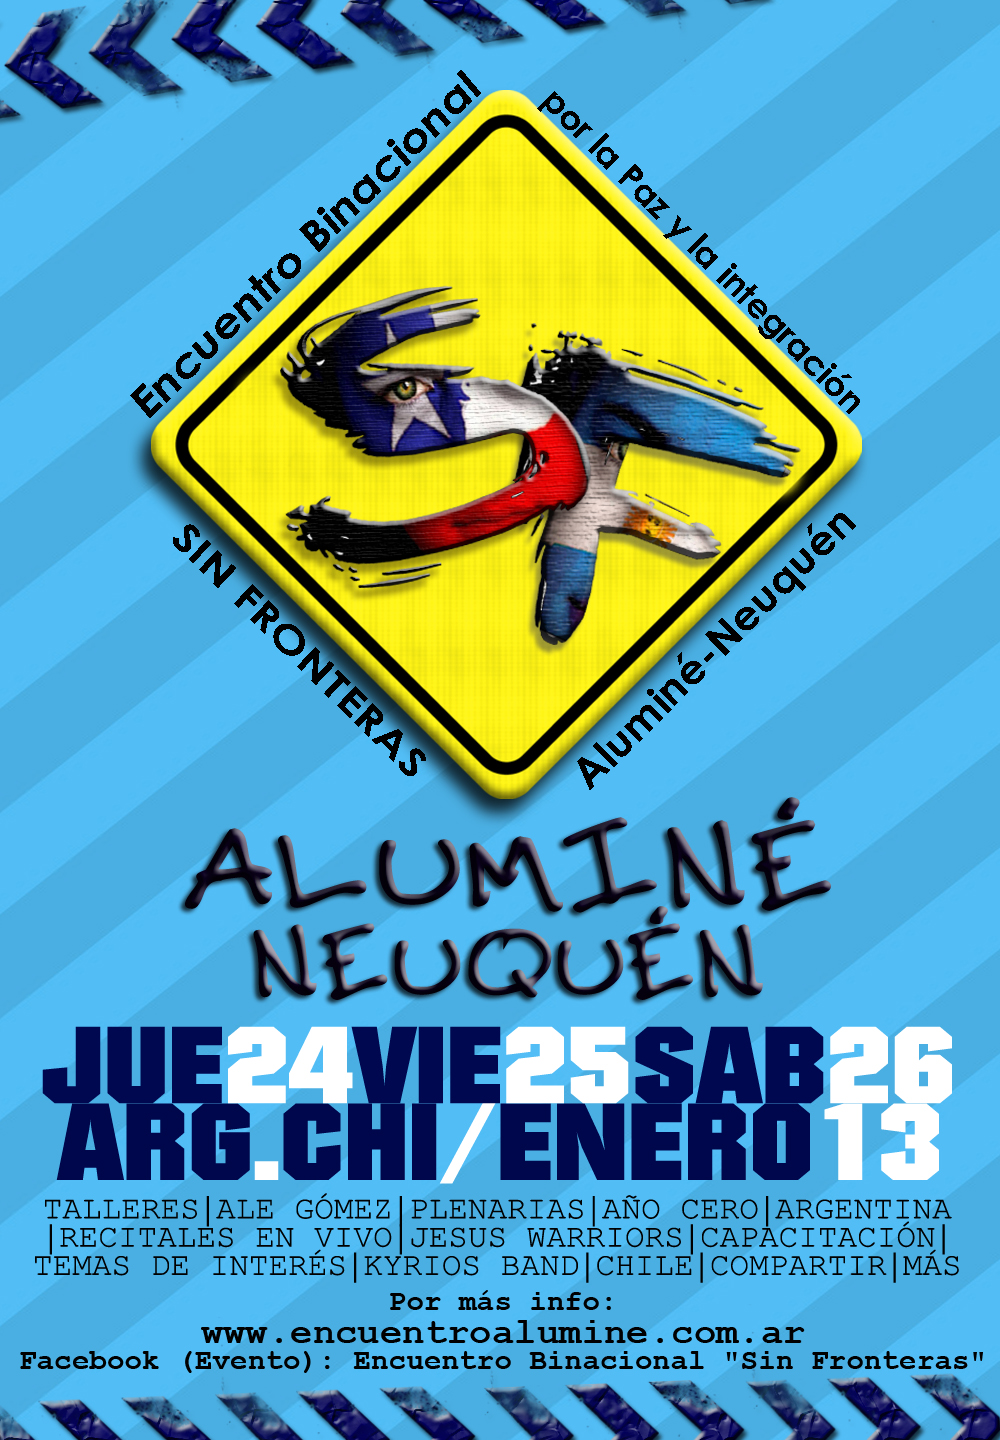 Encuentro Binacional
por la Paz y la integración
SF
SIN FRONTERAS
Aluminé-Neuquén
ALUMINÉ
NEUQUÉN
JUE24VIE25SAB26
ARG.CHI/ENERO13
TALLERES|ALE GÓMEZ|PLENARIAS|AÑO CERO|ARGENTINA
|RECITALES EN VIVO|JESUS WARRIORS|CAPACITACIÓN|
TEMAS DE INTERÉS|KYRIOS BAND|CHILE|COMPARTIR|MÁS
Por más info:
www.encuentroalumine.com.ar
Facebook (Evento): Encuentro Binacional "Sin Fronteras"